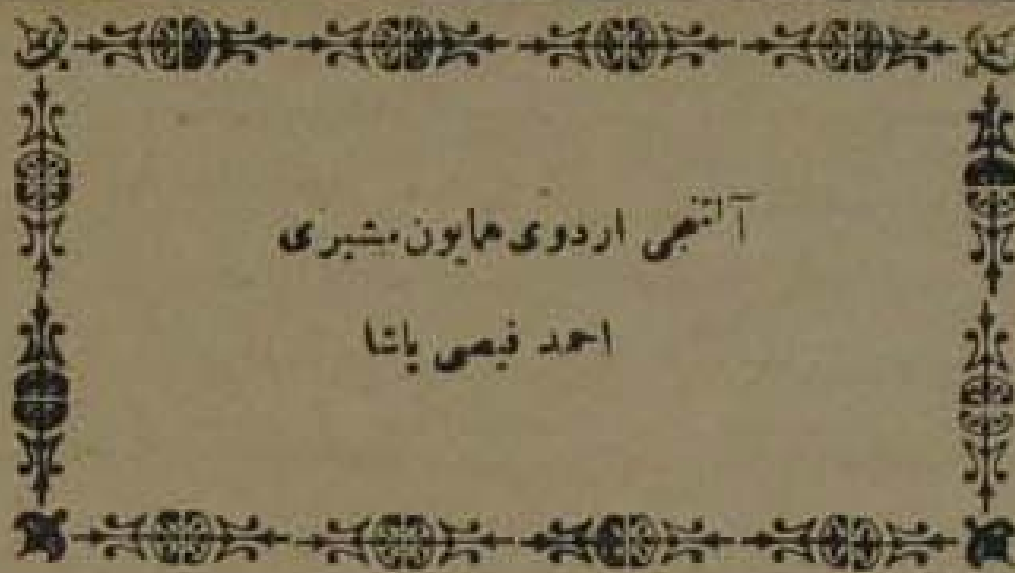 آلتنجی اردوی همایون مشیری
احمد فیضی پاشا